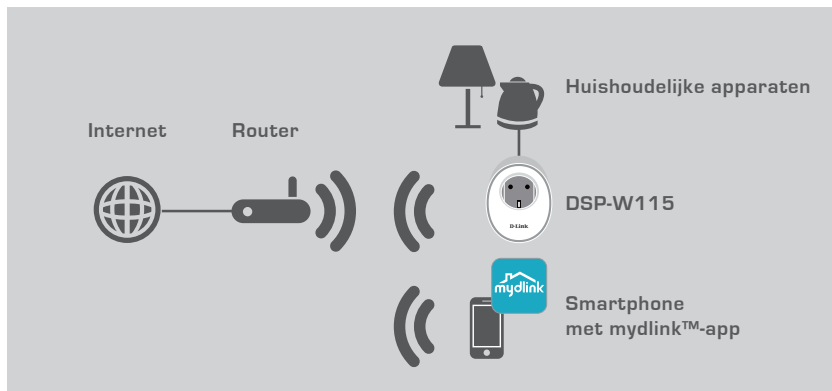 Huishoudelijke apparaten
Internet
Router
DSP-W115
D-Link
mydlink
Smartphone
met mydlink™-app